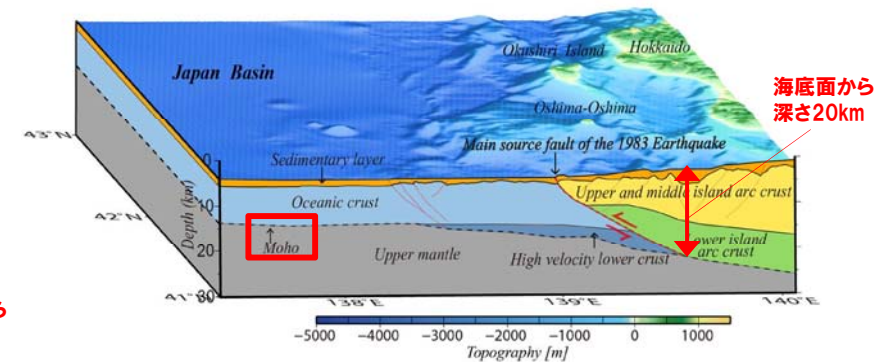 Okushiri Island
Hokkaido
Japan Basin
海底面から
深さ20km
Oshima-Oshima
43°N
Main source fault of the 1983 Earthquake
0
Sedimentary layer
Upper and middle island arc crust
Oceanic crust
10
42°N
Depth (km)
Moho
Upper mantle
Lower island
arc crust
20
High velocity lower crust
41°N
30
138°E
139°E
140°E
ら
−5000 −4000 −3000 −2000 −1000 0 1000
Topography [m]